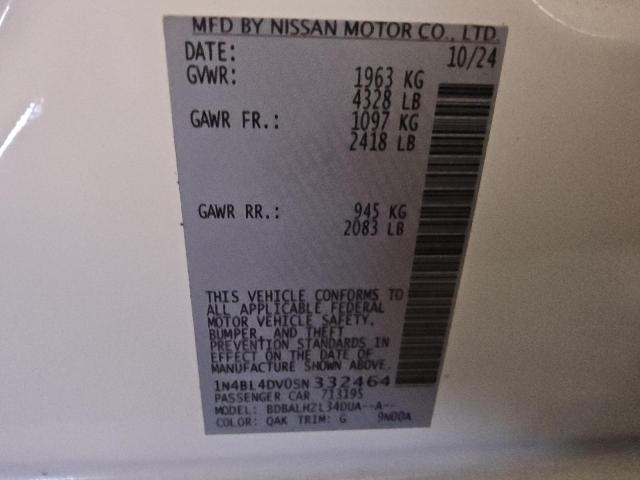 MFD BY NISSAN MOTOR CO., LTD.
DATE: 10/24
GVWR: 1963 KG
4328 LB
GAWR FR.: 1097 KG
2418 LB
GAWR RR.: 945 KG
2083 LB
THIS VEHICLE CONFORMS TO
ALL APPLICABLE FEDERAL
MOTOR VEHICLE SAFETY,
BUMPER, AND THEFT
PREVENTION STANDARDS IN
EFFECT ON THE DATE OF
MANUFACTURE SHOWN ABOVE.
1N4BL4DV0SN332464
PASSENGER CAR 713195
MODEL: BDBALHZL34DUA--A--
COLOR: QAK TRIM: G 9N00A